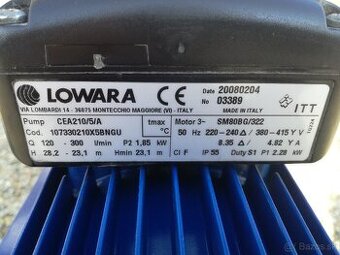 LOWARA
Date 20080204
No 03389
VIA LOMBARDI 14 - 36075 MONTECCHIO MAGGIORE (VI) - ITALY
MADE IN ITALY
ITT
Pump CEA210/5/A
tmax
Motor 3~ SM80BG/322
Cod. 107330210X5BNGU
°C
50 Hz 220-240△/ 380-415 Y V
Q 120 - 300 l/min P2 1,85 kW
8.35 △/ 4.82 Y A
H 28,2 - 23,1 m Hmin 23,1 m
Cl F IP 55 Duty S1 P1 2.28 kW